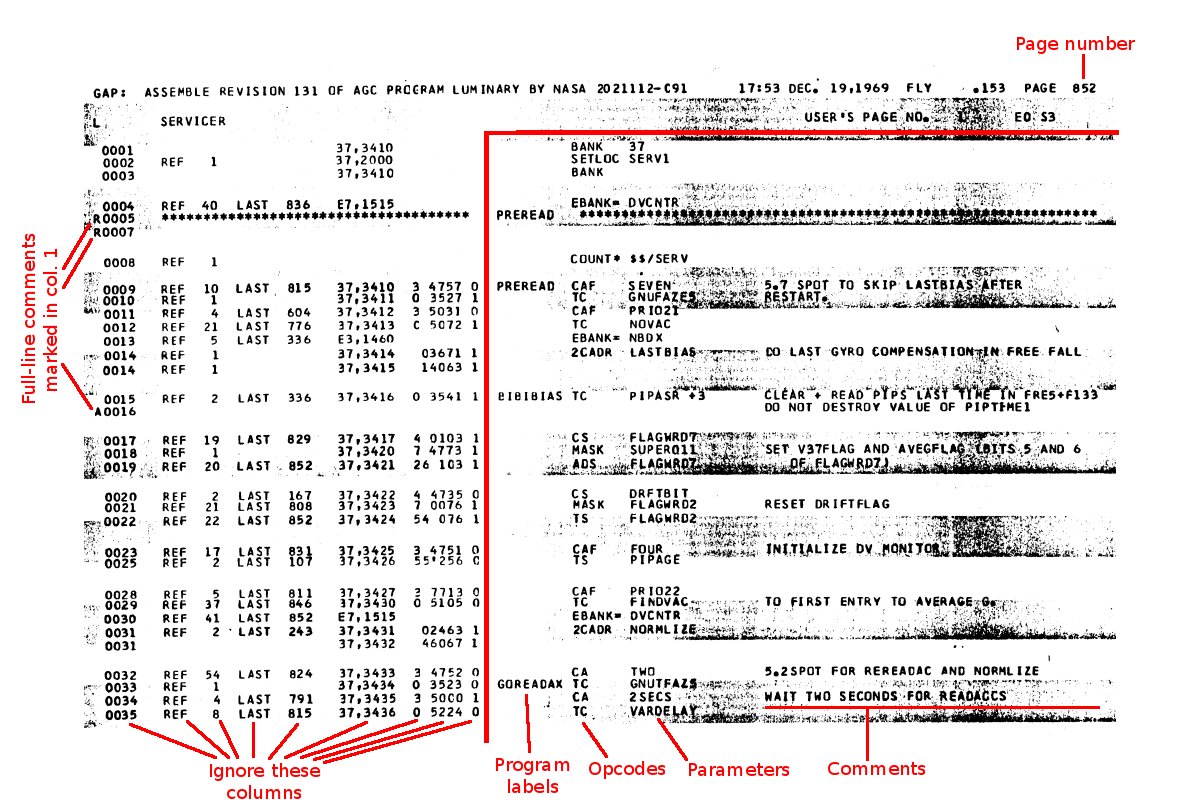 Page number
GAP: ASSEMBLE REVISION 131 OF AGC PROGRAM LUMINARY BY NASA 2021112-C91 17:53 DEC. 19,1969 FLY .153 PAGE 852
L SERVICER USER'S PAGE NO. EO S3
0001 37,3410 BANK 37
0002 REF 1 37,2000 SETLOC SERV1
0003 37,3410 BANK
0004 REF 40 LAST 836 E7,1515 EBANK= DVCNTR
R0005 ************************************** PREREAD ****************************************************************
R0007
0008 REF 1 COUNT* $$/SERV
0009 REF 10 LAST 815 37,3410 3 4757 0 PREREAD CAF SEVEN 5.7 SPOT TO SKIP LASTBIAS AFTER
0010 REF 1 37,3411 0 3527 1 TC GNUFAZE5 RESTART.
0011 REF 4 LAST 604 37,3412 3 5031 0 CAF PRIO21
0012 REF 21 LAST 776 37,3413 C 5072 1 TC NOVAC
0013 REF 5 LAST 336 E3,1460 EBANK= NBDX
0014 REF 1 37,3414 03671 1 2CADR LASTBIAS DO LAST GYRO COMPENSATION IN FREE FALL
0014 REF 1 37,3415 14063 1
0015 REF 2 LAST 336 37,3416 0 3541 1 BIBIBIAS TC PIPASR +3 CLEAR + READ PIPS LAST TIME IN FRE5+F133
A0016 DO NOT DESTROY VALUE OF PIPTIME1
0017 REF 19 LAST 829 37,3417 4 0103 1 CS FLAGWRD7
0018 REF 1 37,3420 7 4773 1 MASK SUPER011 SET V37FLAG AND AVEGFLAG (BITS 5 AND 6
0019 REF 20 LAST 852 37,3421 26 103 1 ADS FLAGWRD7 OF FLAGWRD7)
0020 REF 2 LAST 167 37,3422 4 4735 0 CS DRFTBIT
0021 REF 21 LAST 808 37,3423 7 0076 1 MASK FLAGWRD2 RESET DRIFTFLAG
0022 REF 22 LAST 852 37,3424 54 076 1 TS FLAGWRD2
0023 REF 17 LAST 831 37,3425 3 4751 0 CAF FOUR INITIALIZE DV MONITOR
0025 REF 2 LAST 107 37,3426 55'256 0 TS PIPAGE
0028 REF 5 LAST 811 37,3427 3 7713 0 CAF PRIO22
0029 REF 37 LAST 846 37,3430 0 5105 0 TC FINDVAC TO FIRST ENTRY TO AVERAGE G.
0030 REF 41 LAST 852 E7,1515 EBANK= DVCNTR
0031 REF 2 LAST 243 37,3431 02463 1 2CADR NORMLIZE
0031 37,3432 46067 1
0032 REF 54 LAST 824 37,3433 3 4752 0 CA TWO 5.2SPOT FOR REREADAC AND NORMLIZE
0033 REF 1 37,3434 0 3523 0 GOREADAX TC GNUTFAZ5
0034 REF 4 LAST 791 37,3435 3 5000 1 CA 2SECS WAIT TWO SECONDS FOR READACCS
0035 REF 8 LAST 815 37,3436 0 5224 0 TC VARDELAY
Full-line comments
marked in col. 1
Ignore these
columns
Program
labels
Opcodes
Parameters
Comments